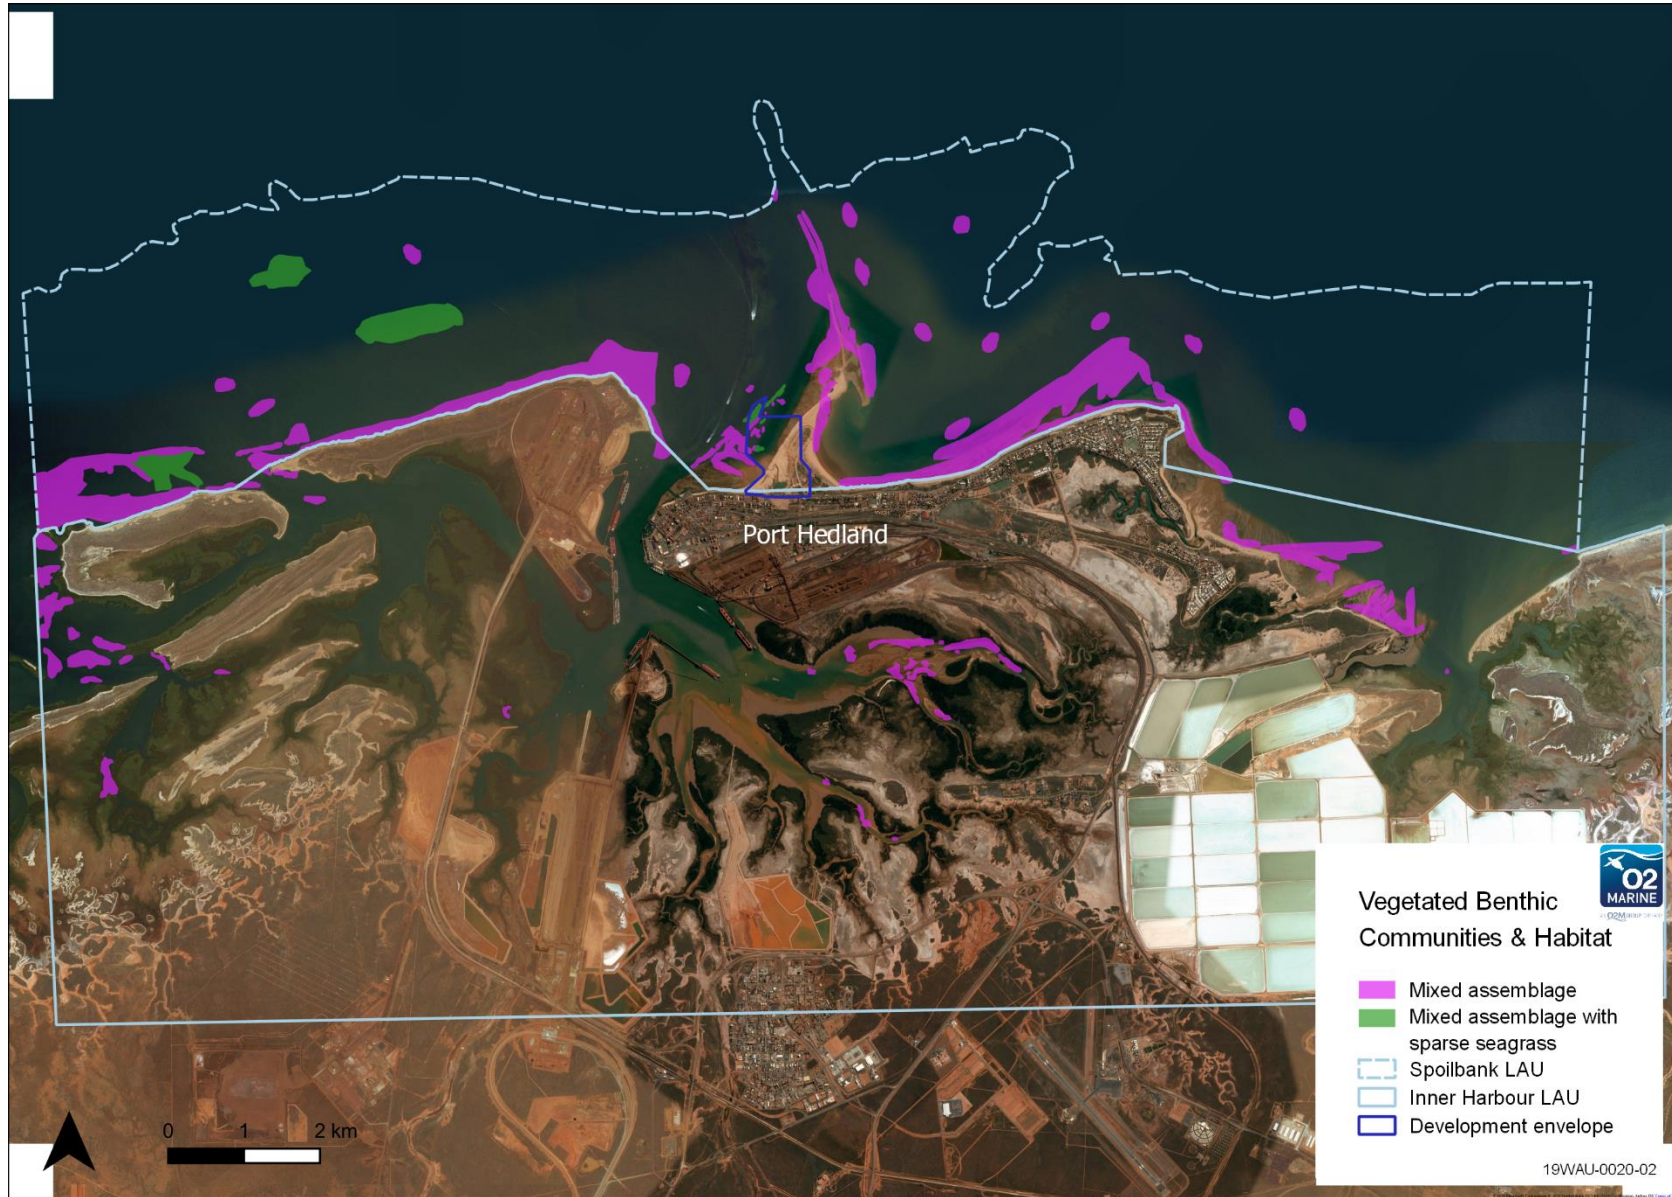 Port Hedland
O2
MARINE
Vegetated Benthic
Communities & Habitat
Mixed assemblage
Mixed assemblage with
sparse seagrass
Spoilbank LAU
Inner Harbour LAU
Development envelope
0 1 2 km
19WAU-0020-02